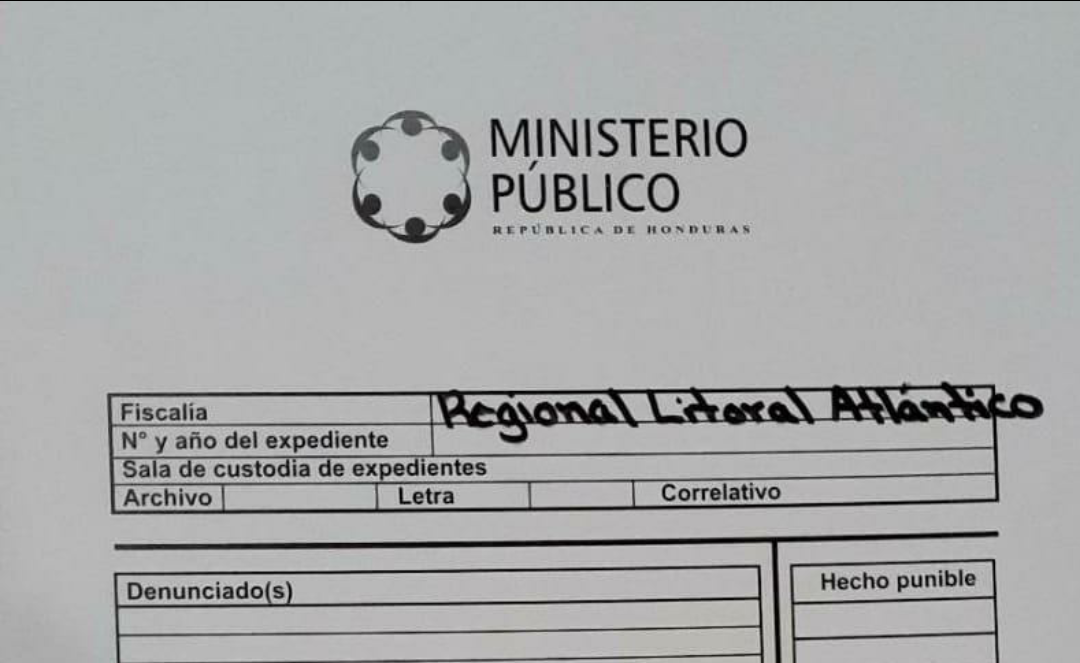 MINISTERIO
PÚBLICO
REPÚBLICA DE HONDURAS
Fiscalía Regional Litoral Atlántico
N° y año del expediente
Sala de custodia de expedientes
Archivo Letra Correlativo
Denunciado(s) Hecho punible